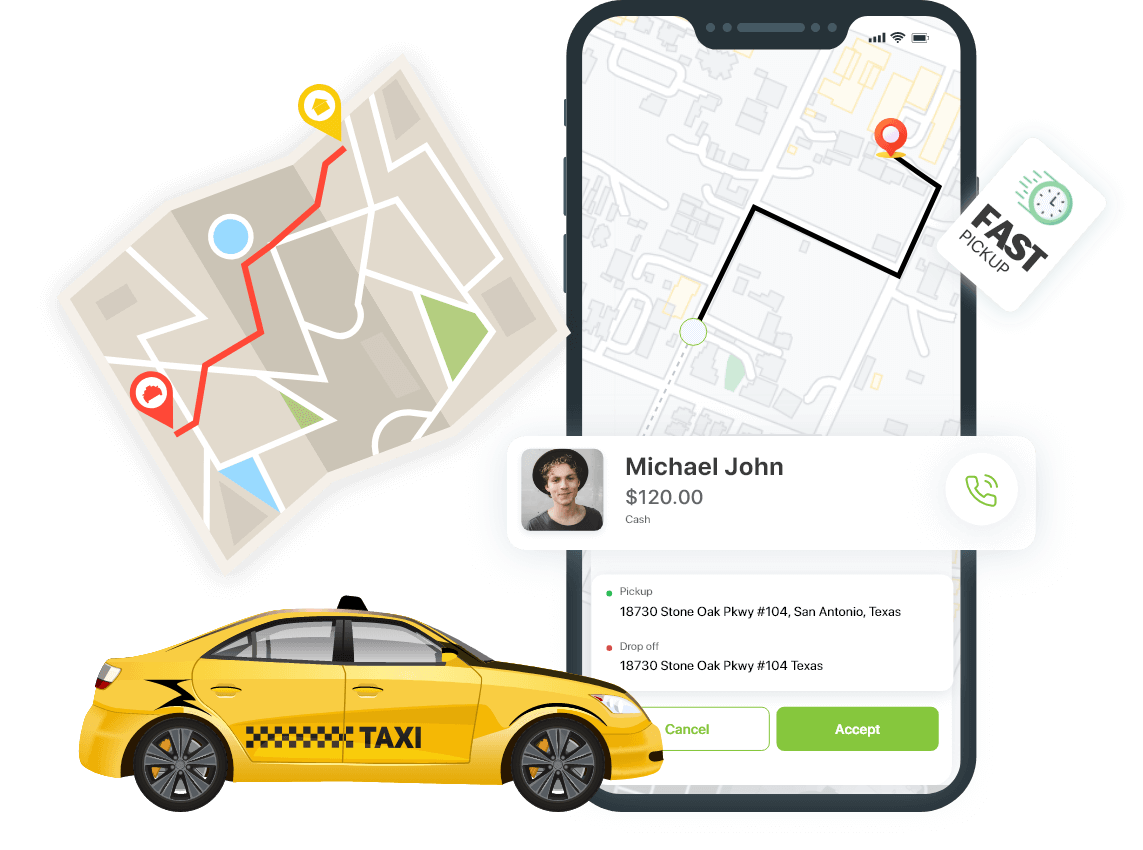 FAST
PICKUP
Michael John
$120.00
Cash
Pickup
18730 Stone Oak Pkwy #104, San Antonio, Texas
Drop off
18730 Stone Oak Pkwy #104 Texas
Cancel
Accept
TAXI